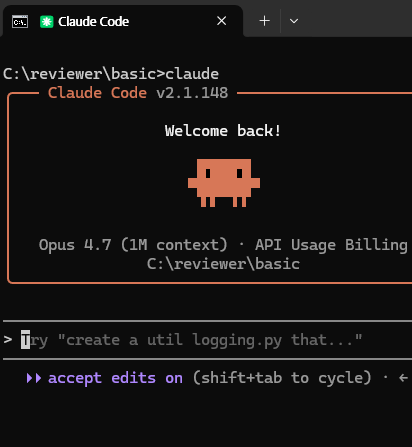 Claude Code
C:\reviewer\basic>claude
Claude Code v2.1.148
Welcome back!
Opus 4.7 (1M context) · API Usage Billing
C:\reviewer\basic
> Try "create a util logging.py that..."
⏵⏵ accept edits on (shift+tab to cycle) · ←